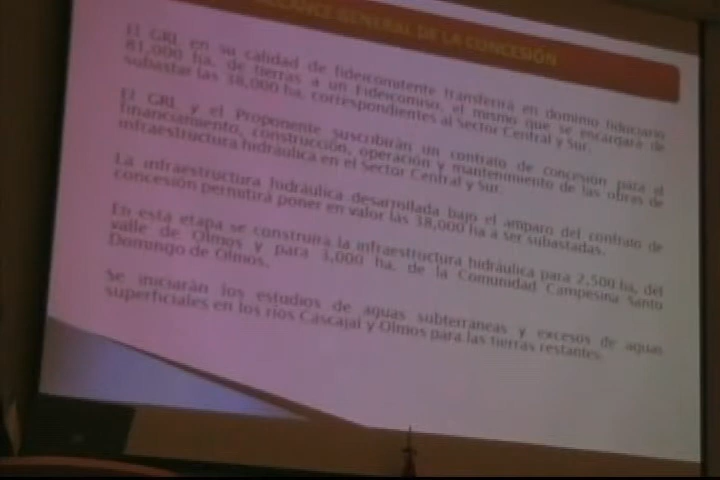 ALCANCE GENERAL DE LA CONCESIÓN
El GRL en su calidad de fideicomitente transferirá en dominio fiduciario
81,000 ha. de tierras a un Fideicomiso, el mismo que se encargará de
subastar las 38,000 ha. correspondientes al Sector Central y Sur.
El GRL y el Proponente suscribirán un contrato de concesión para el
financiamiento, construcción, operación y mantenimiento de las obras de
infraestructura hidráulica en el Sector Central y Sur.
La infraestructura hidráulica desarrollada bajo el amparo del contrato de
concesión permitirá poner en valor las 38,000 ha a ser subastadas.
En esta etapa se construirá la infraestructura hidráulica para 2,500 ha. del
valle de Olmos y para 3,000 ha. de la Comunidad Campesina Santo
Domingo de Olmos.
Se iniciarán los estudios de aguas subterráneas y excesos de aguas
superficiales en los ríos Cascajal y Olmos para las tierras restantes.